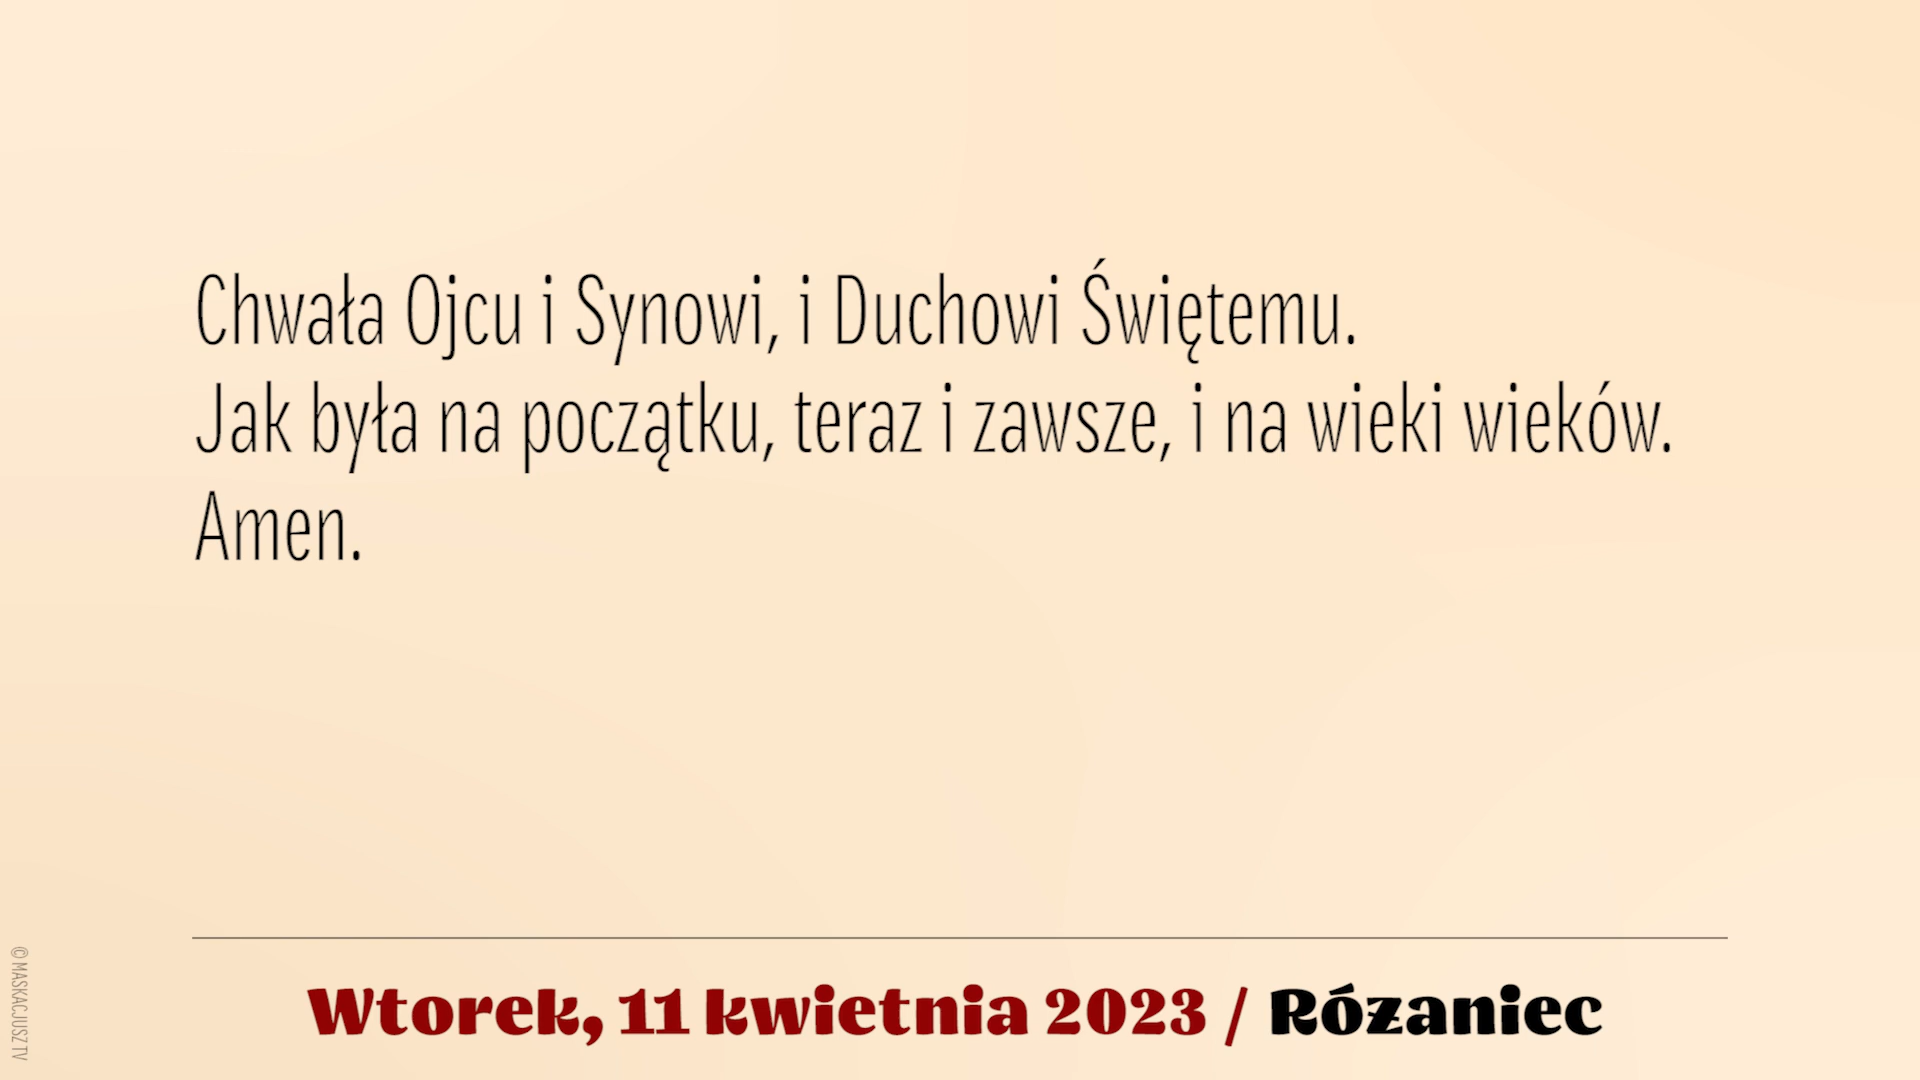 Chwała Ojcu i Synowi, i Duchowi Świętemu.
Jak była na początku, teraz i zawsze, i na wieki wieków.
Amen.
Wtorek, 11 kwietnia 2023 / Różaniec
© MASKACJUSZ TV